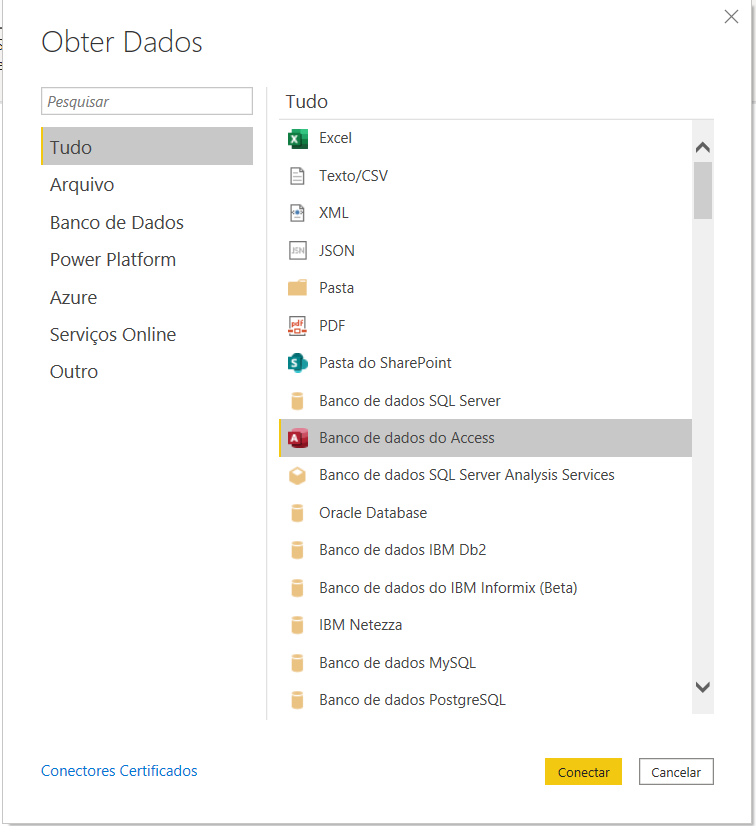 Obter Dados
Pesquisar
Tudo
Arquivo
Banco de Dados
Power Platform
Azure
Serviços Online
Outro
Tudo
Excel
Texto/CSV
XML
JSON
Pasta
PDF
Pasta do SharePoint
Banco de dados SQL Server
Banco de dados do Access
Banco de dados SQL Server Analysis Services
Oracle Database
Banco de dados IBM Db2
Banco de dados do IBM Informix (Beta)
IBM Netezza
Banco de dados MySQL
Banco de dados PostgreSQL
Conectores Certificados
Conectar
Cancelar